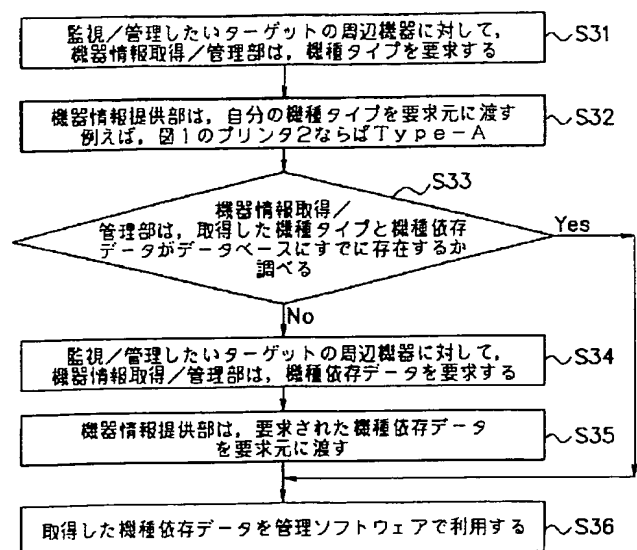 監視／管理したいターゲットの周辺機器に対して，
機器情報取得／管理部は，機種タイプを要求する
S31
機器情報提供部は，自分の機種タイプを要求元に渡す
例えば，図1のプリンタ2ならばＴｙｐｅ－Ａ
S32
S33
機器情報取得／
管理部は，取得した機種タイプと機種依存
データがデータベースにすでに存在するか
調べる
Yes
No
監視／管理したいターゲットの周辺機器に対して，
機器情報取得／管理部は，機種依存データを要求する
S34
機器情報提供部は，要求された機種依存データ
を要求元に渡す
S35
取得した機種依存データを管理ソフトウェアで利用する
S36